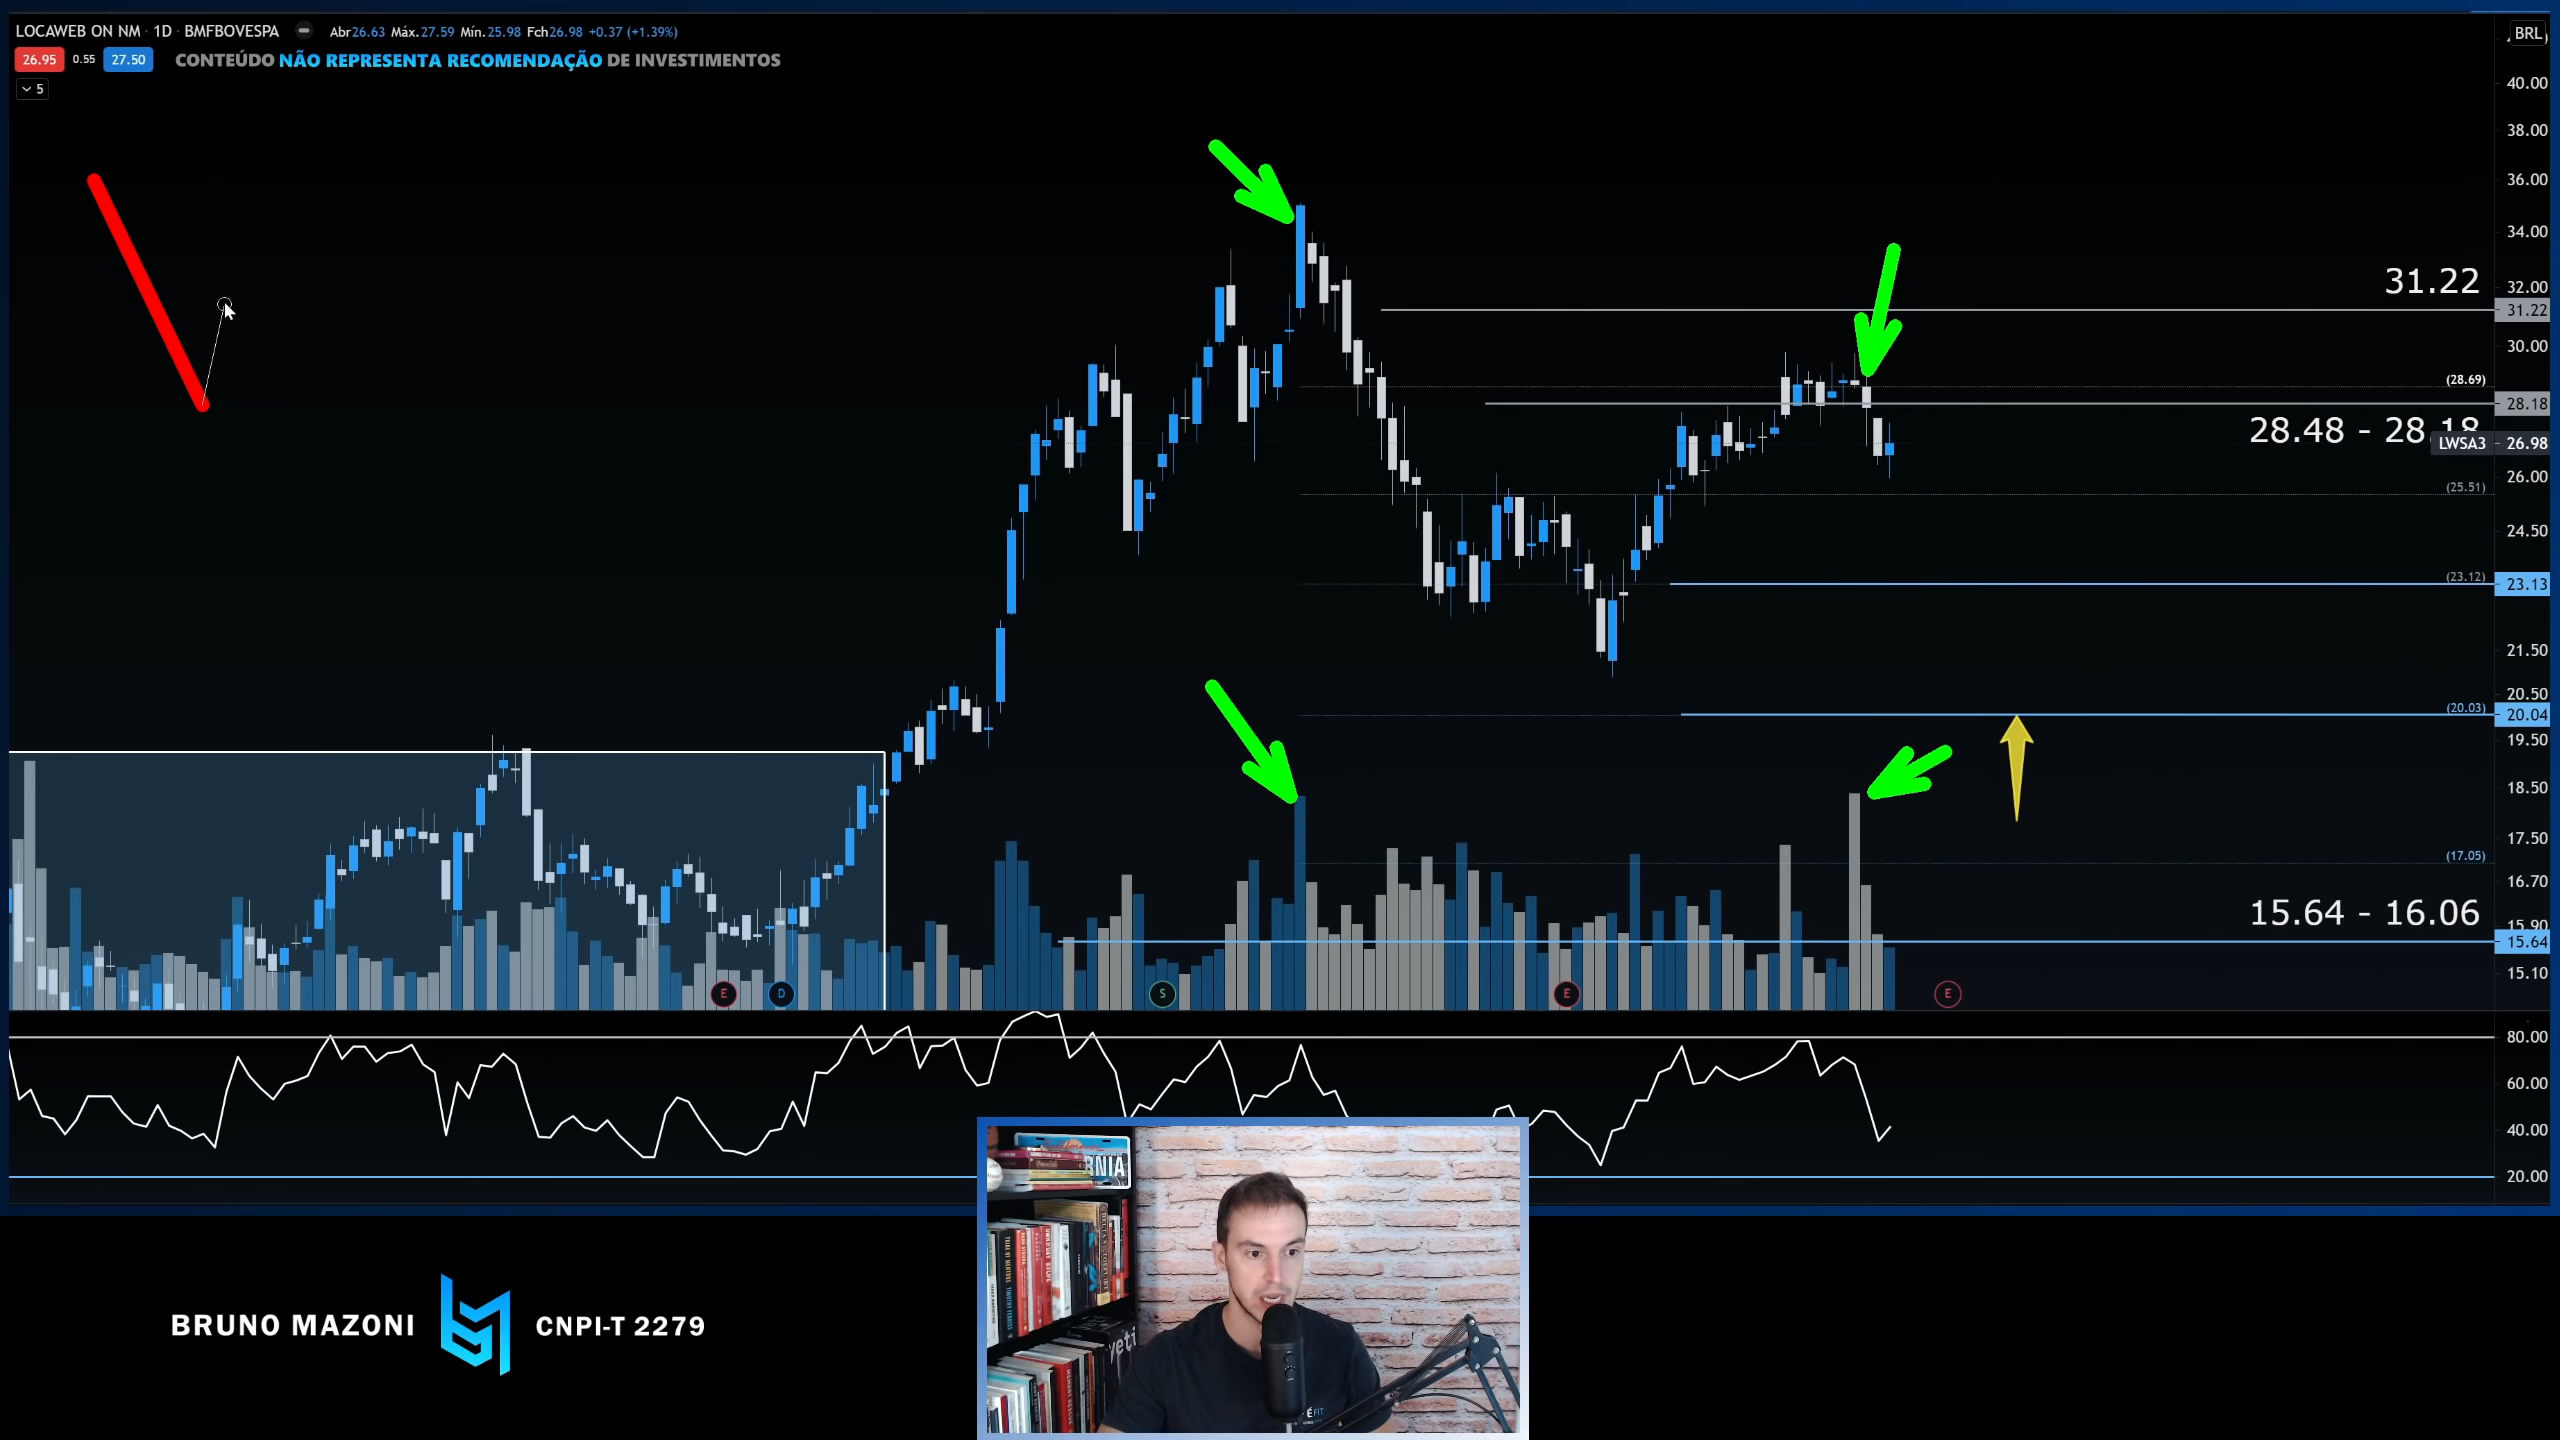 LOCAWEB ON NM · 1D · BMFBOVESPA Abr26.63 Máx.27.59 Mín.25.98 Fch26.98 +0.37 (+1.39%)
26.95 0.55 27.50 CONTEÚDO NÃO REPRESENTA RECOMENDAÇÃO DE INVESTIMENTOS
5
BRL
40.00
38.00
36.00
34.00
31.22
32.00
31.22
30.00
(28.69)
28.18
28.48 - 28.18
LWSA3 26.98
26.00
(25.51)
24.50
(23.12)
23.13
21.50
20.50
(20.03)
20.04
19.50
18.50
17.50
(17.05)
16.70
15.64 - 16.06
15.90
15.64
15.10
E D S E E
80.00
60.00
40.00
20.00
RNIA
yeti
ÉFIT
BRUNO MAZONI CNPI-T 2279